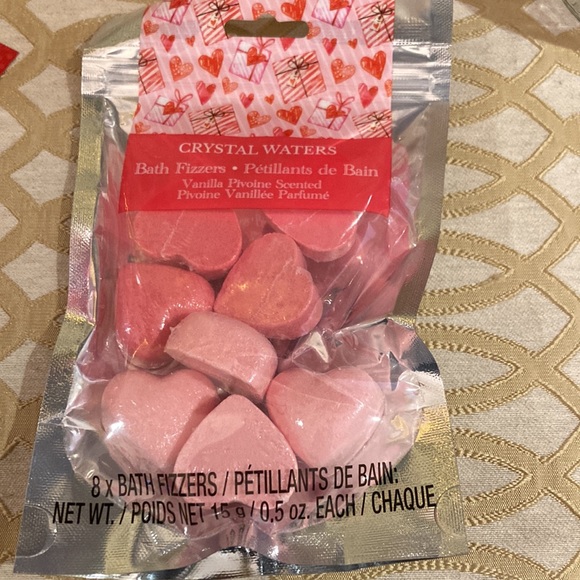 CRYSTAL WATERS
Bath Fizzers • Pétillants de Bain
Vanilla Pivoine Scented
Pivoine Vanillée Parfumé
8 x BATH FIZZERS / PÉTILLANTS DE BAIN:
NET WT. / POIDS NET 15 g / 0.5 oz. EACH / CHAQUE